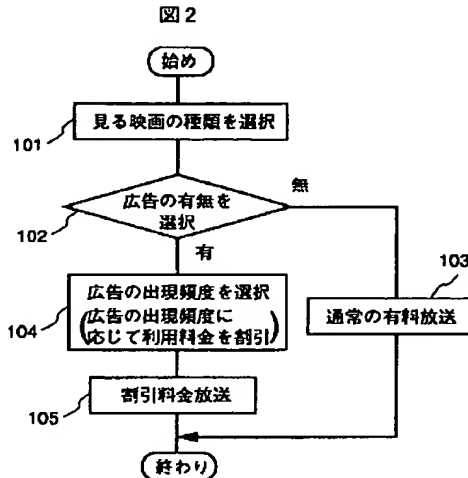 図2
始め
見る映画の種類を選択
101
広告の有無を
選択
102
無
有
103
通常の有料放送
広告の出現頻度を選択
(広告の出現頻度に
応じて利用料金を割引)
104
割引料金放送
105
終わり